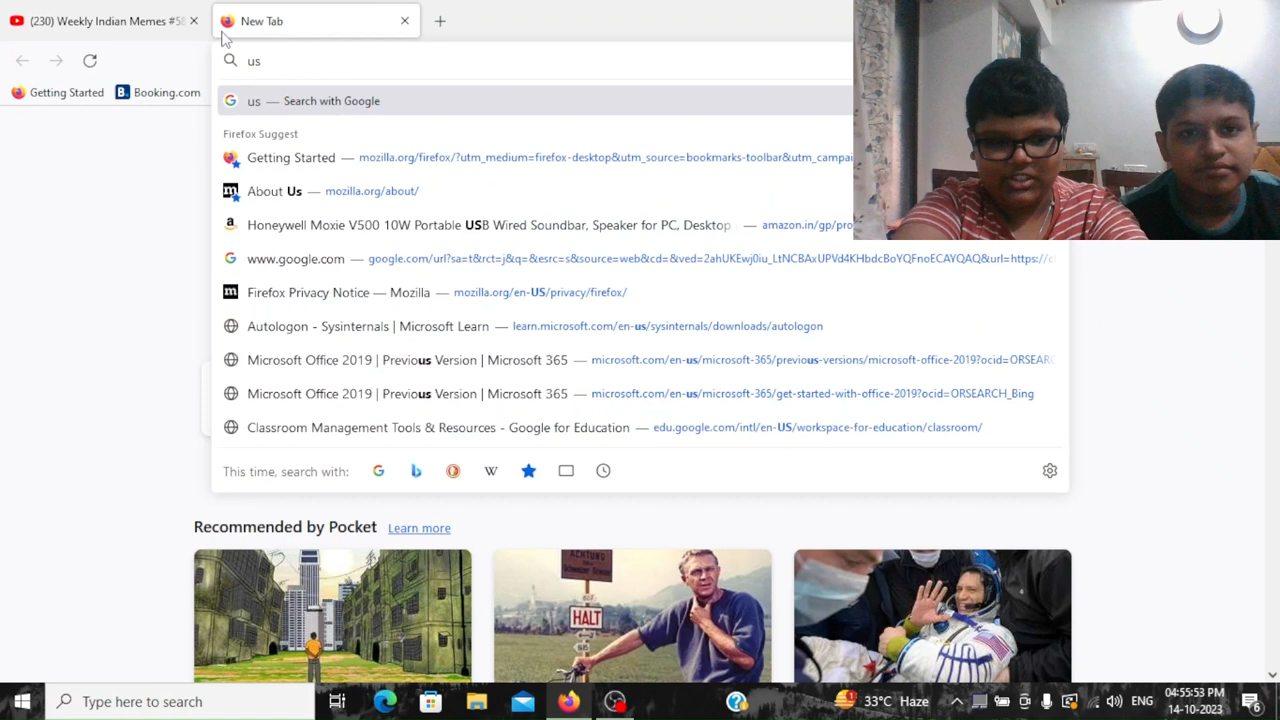 (230) Weekly Indian Memes #58
New Tab
us
Getting Started
Booking.com
us — Search with Google
Firefox Suggest
Getting Started — mozilla.org/firefox/?utm_medium=firefox-desktop&utm_source=bookmarks-toolbar&utm_campai
About Us — mozilla.org/about/
Honeywell Moxie V500 10W Portable USB Wired Soundbar, Speaker for PC, Desktop — amazon.in/gp/pro
www.google.com — google.com/url?sa=t&rct=j&q=&esrc=s&source=web&cd=&ved=2ahUKEwj0iu_LtNCBAxUPVd4KHbdcBoYQFnoECAYQAQ&url=https://c
Firefox Privacy Notice — Mozilla — mozilla.org/en-US/privacy/firefox/
Autologon - Sysinternals | Microsoft Learn — learn.microsoft.com/en-us/sysinternals/downloads/autologon
Microsoft Office 2019 | Previous Version | Microsoft 365 — microsoft.com/en-us/microsoft-365/previous-versions/microsoft-office-2019?ocid=ORSEARC
Microsoft Office 2019 | Previous Version | Microsoft 365 — microsoft.com/en-us/microsoft-365/get-started-with-office-2019?ocid=ORSEARCH_Bing
Classroom Management Tools & Resources - Google for Education — edu.google.com/intl/en-US/workspace-for-education/classroom/
This time, search with:
Recommended by Pocket Learn more
ACHTUNG
HALT
Type here to search
33°C Haze
ENG
04:55:53 PM
14-10-2023
6